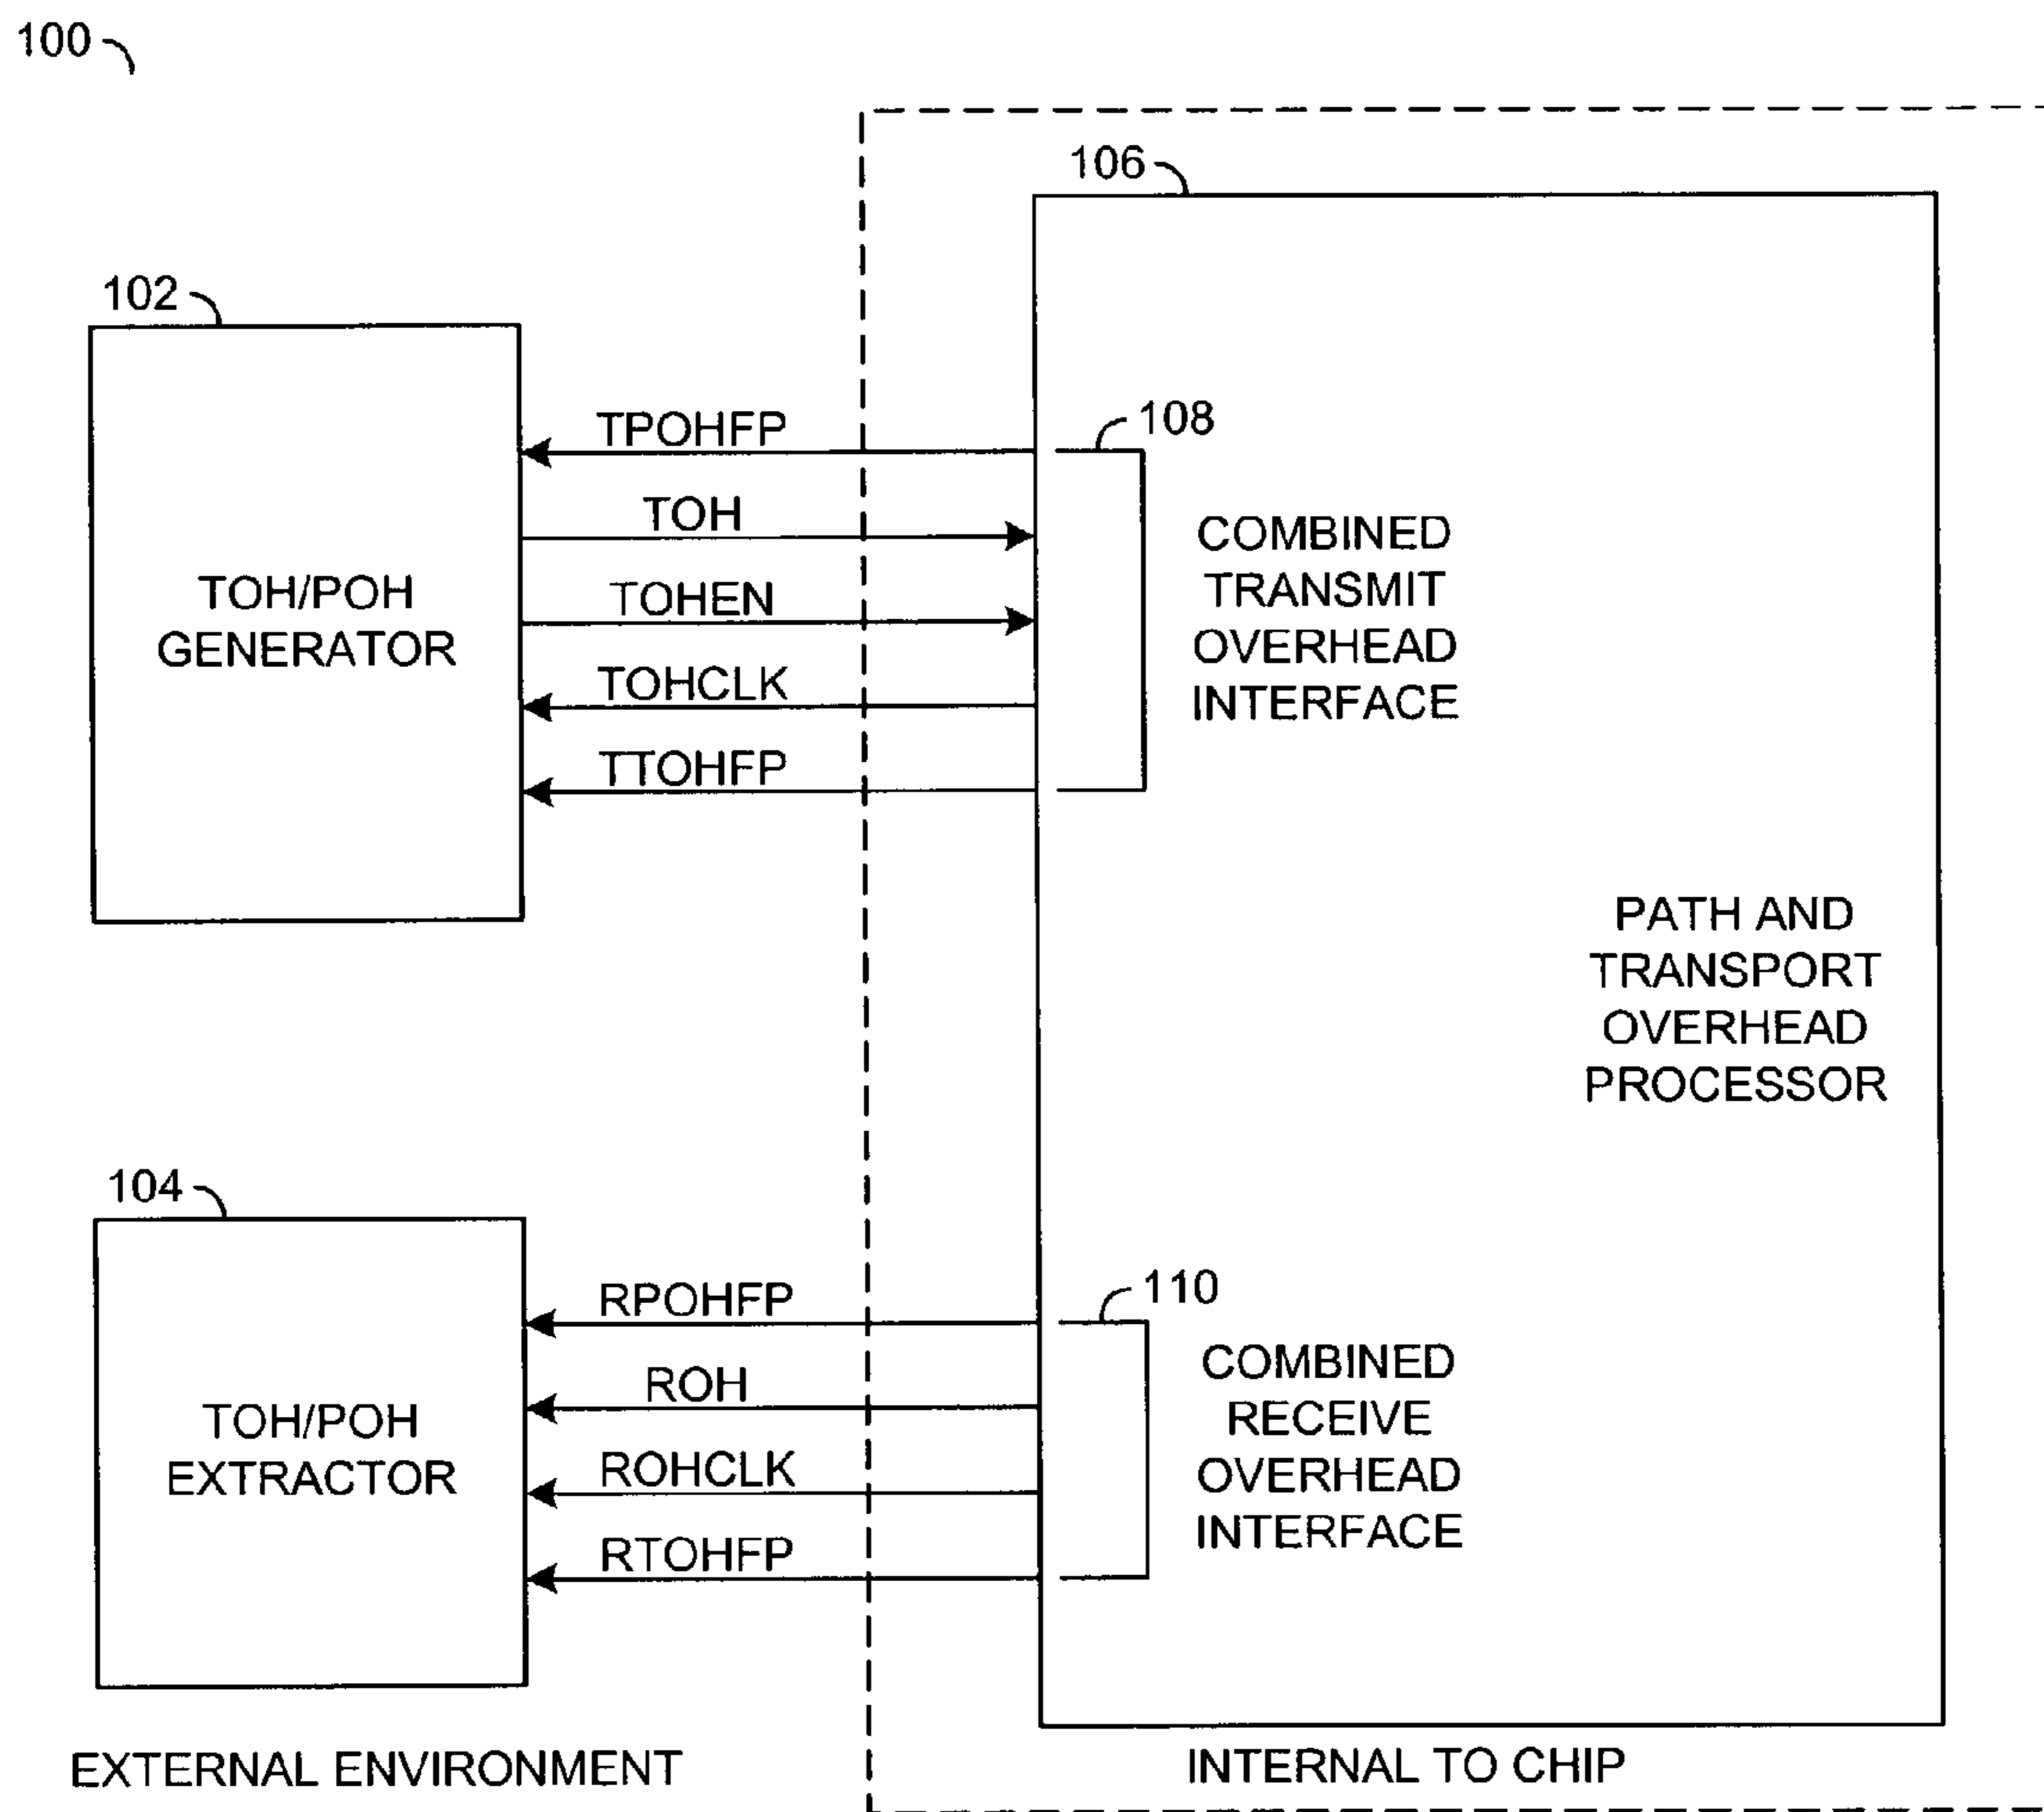 100
106
102
TPOHFP
108
TOH
COMBINED
TRANSMIT
OVERHEAD
INTERFACE
TOH/POH
GENERATOR
TOHEN
TOHCLK
TTOHFP
PATH AND
TRANSPORT
OVERHEAD
PROCESSOR
104
RPOHFP
110
ROH
COMBINED
RECEIVE
OVERHEAD
INTERFACE
TOH/POH
EXTRACTOR
ROHCLK
RTOHFP
EXTERNAL ENVIRONMENT
INTERNAL TO CHIP